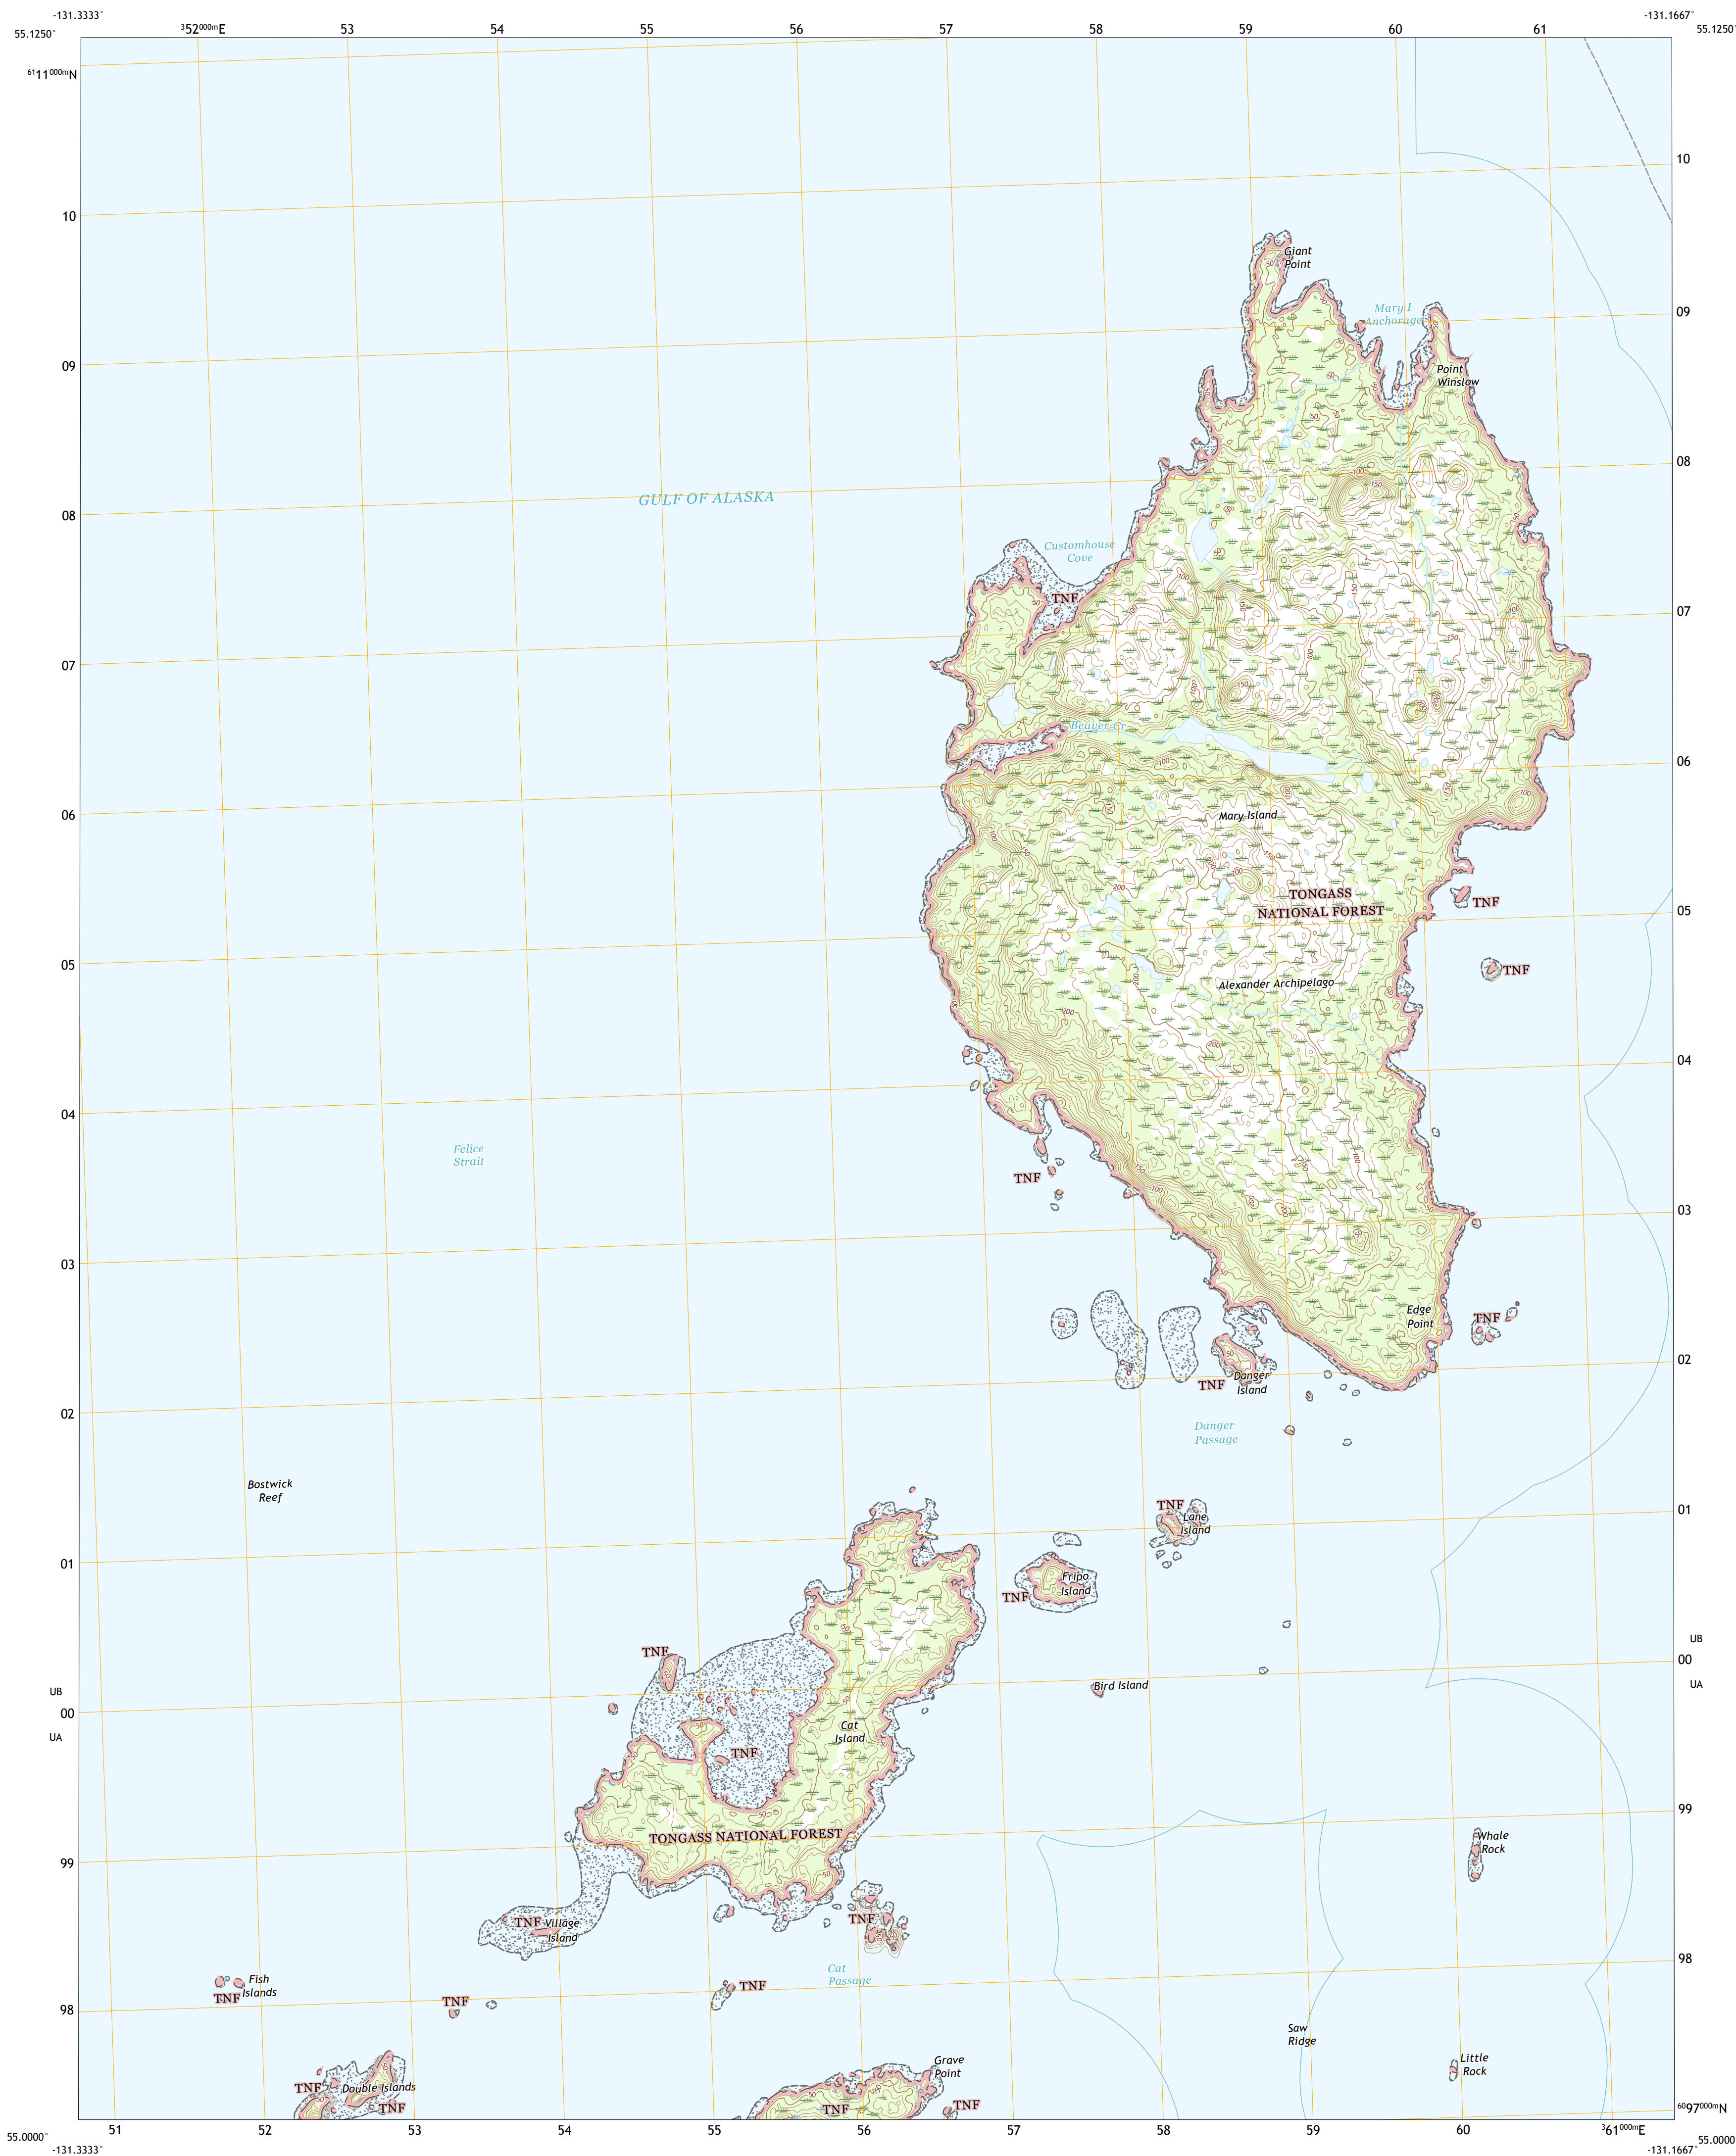 -131.3333°
-131.1667°
55.1250°
³52⁰⁰⁰ᵐE
53
54
55
56
57
58
59
60
61
55.1250°
⁶¹11⁰⁰⁰ᵐN
10
10
Giant
Point
09
Mary I
Anchorage
09
Point
Winslow
08
GULF OF ALASKA
08
Customhouse
Cove
TNF
07
07
Beaver Cr
06
06
Mary Island
TONGASS
NATIONAL FOREST
TNF
05
05
TNF
Alexander Archipelago
04
04
Felice
Strait
TNF
03
03
Edge
Point
TNF
02
TNF
Danger
Island
02
Danger
Passage
Bostwick
Reef
01
TNF
Lane
Island
01
Fripo
Island
TNF
UB
TNF
00
UA
Bird Island
UB
00
UA
Cat
Island
TNF
99
TONGASS NATIONAL FOREST
Whale
Rock
99
TNF
TNF
Village
Island
98
Cat
Passage
Fish
Islands
TNF
TNF
TNF
98
Saw
Ridge
Grave
Point
Little
Rock
TNF
Double Islands
TNF
TNF
TNF
⁶⁰97⁰⁰⁰ᵐN
51
52
53
54
55
56
57
58
59
60
³61⁰⁰⁰ᵐE
55.0000°
55.0000
-131.3333°
-131.1667°